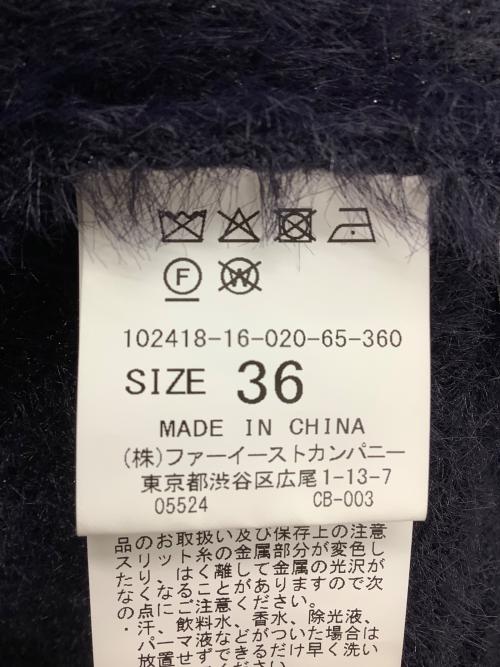 F W
102418-16-020-65-360
SIZE 36
MADE IN CHINA
(株)ファーイーストカンパニー
東京都渋谷区広尾1-13-7
05524 CB-003
品のお取扱い及び保存上の注意
スリット糸の金属部分が変色し
たり、はく離して金属の光沢が
なくなることがありますので次
の点にご注意ください。
・汗、飲料水、香水、除光液、
パーマ液などがついた場合は
放置せずできるだけ早く洗い